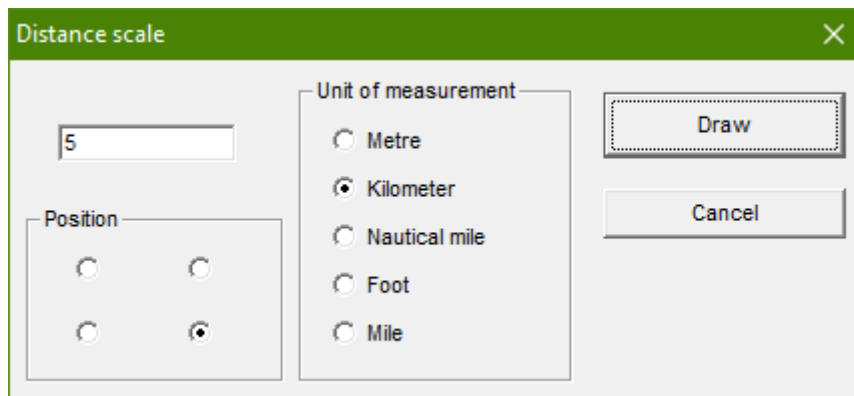 Distance scale
5
Position
Unit of measurement
Metre
Kilometer
Nautical mile
Foot
Mile
Draw
Cancel